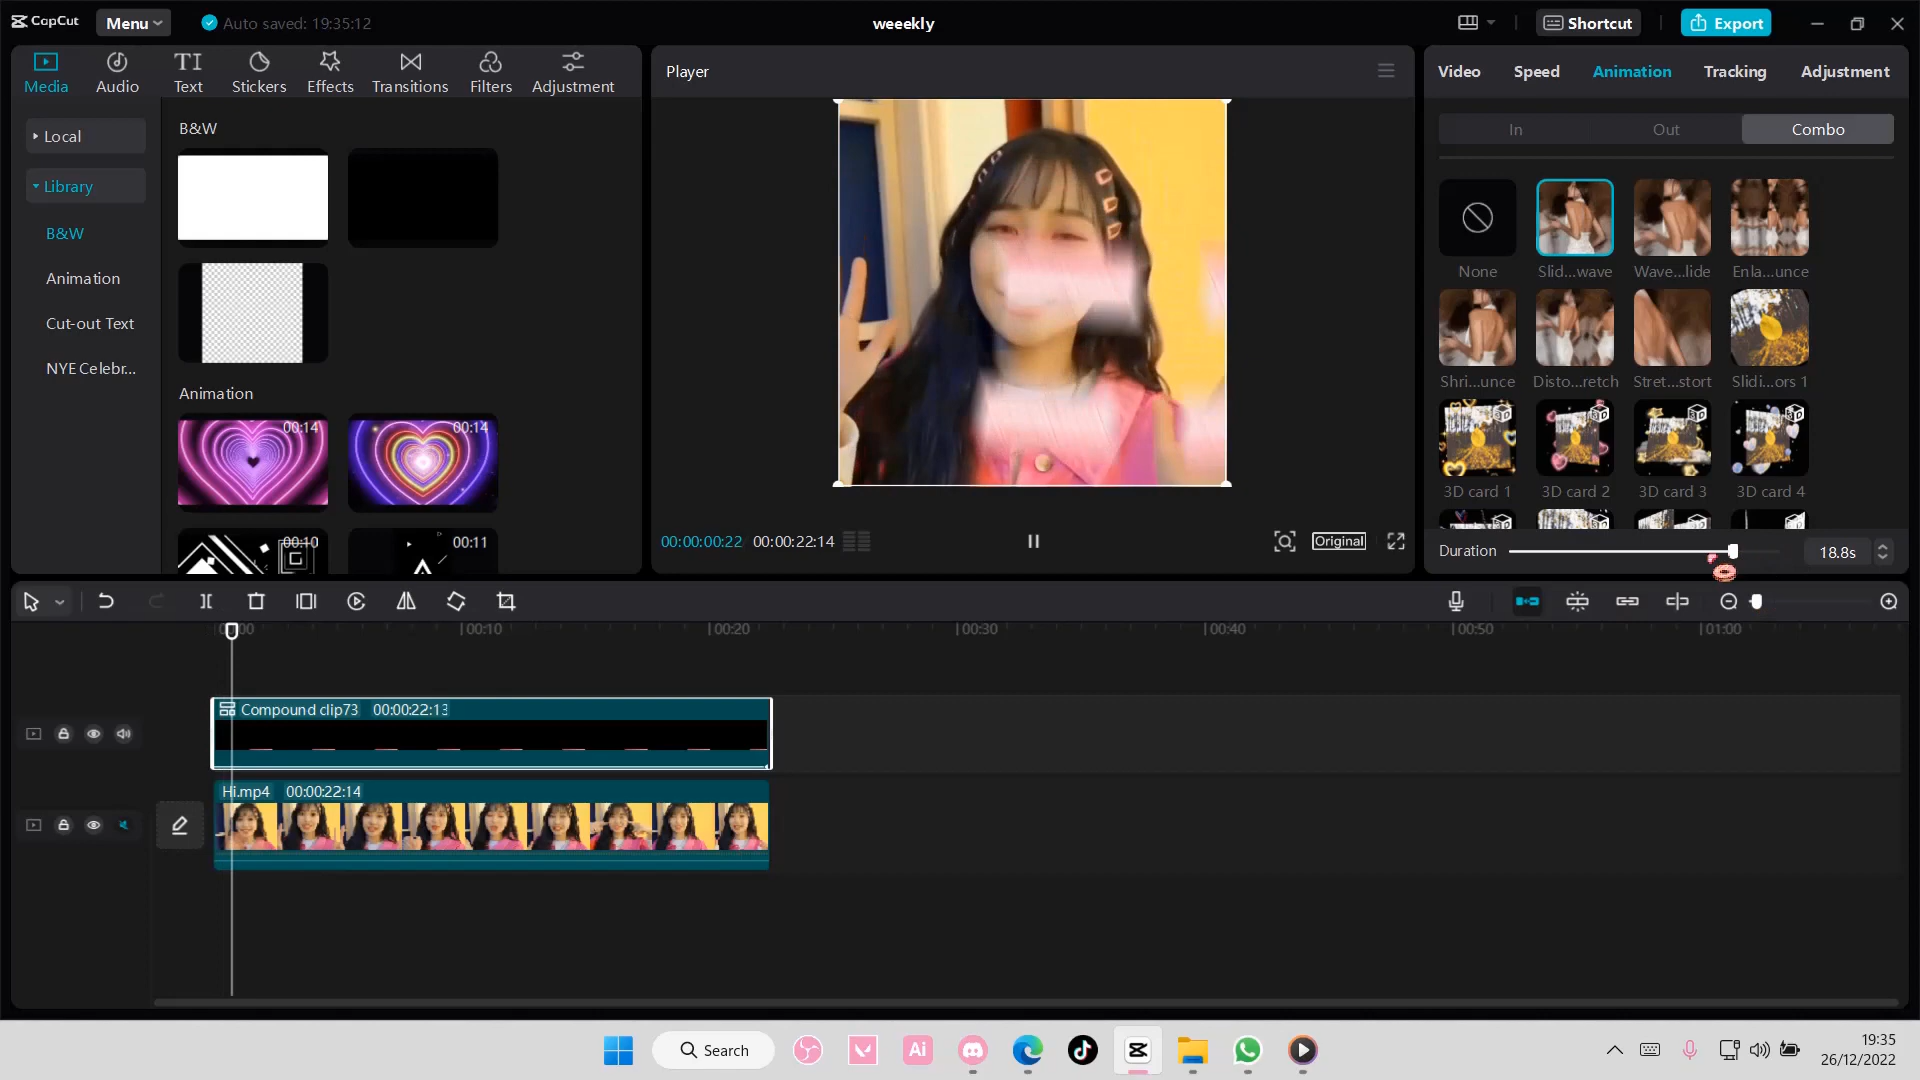 CapCut
Menu
Auto saved: 19:35:12
weeekly
Shortcut
Export
Media
Audio
Text
Stickers
Effects
Transitions
Filters
Adjustment
Local
Library
B&W
Animation
Cut-out Text
NYE Celebr...
B&W
Animation
00:14
00:14
00:10
00:11
Player
00:00:00:22
00:00:22:14
Original
Video
Speed
Animation
Tracking
Adjustment
In
Out
Combo
None
Slid...wave
Wave...lide
Enla...unce
Shri...unce
Disto...retch
Stret...stort
Slidi...ors 1
3D card 1
3D card 2
3D card 3
3D card 4
Duration
18.8s
00:10
00:20
00:30
00:40
00:50
01:00
Compound clip73 00:00:22:13
Hi.mp4 00:00:22:14
Search
Ai
19:35
26/12/2022